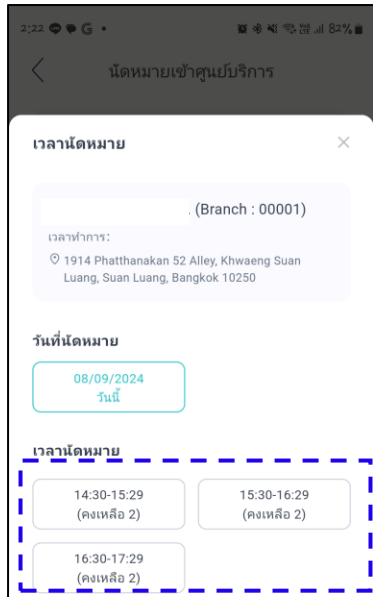 2:22 G •
82%
นัดหมายเข้าศูนย์บริการ
เวลานัดหมาย
. (Branch : 00001)
เวลาทำการ:
1914 Phatthanakan 52 Alley, Khwaeng Suan
Luang, Suan Luang, Bangkok 10250
วันที่นัดหมาย
08/09/2024
วันนี้
เวลานัดหมาย
14:30-15:29
(คงเหลือ 2)
15:30-16:29
(คงเหลือ 2)
16:30-17:29
(คงเหลือ 2)